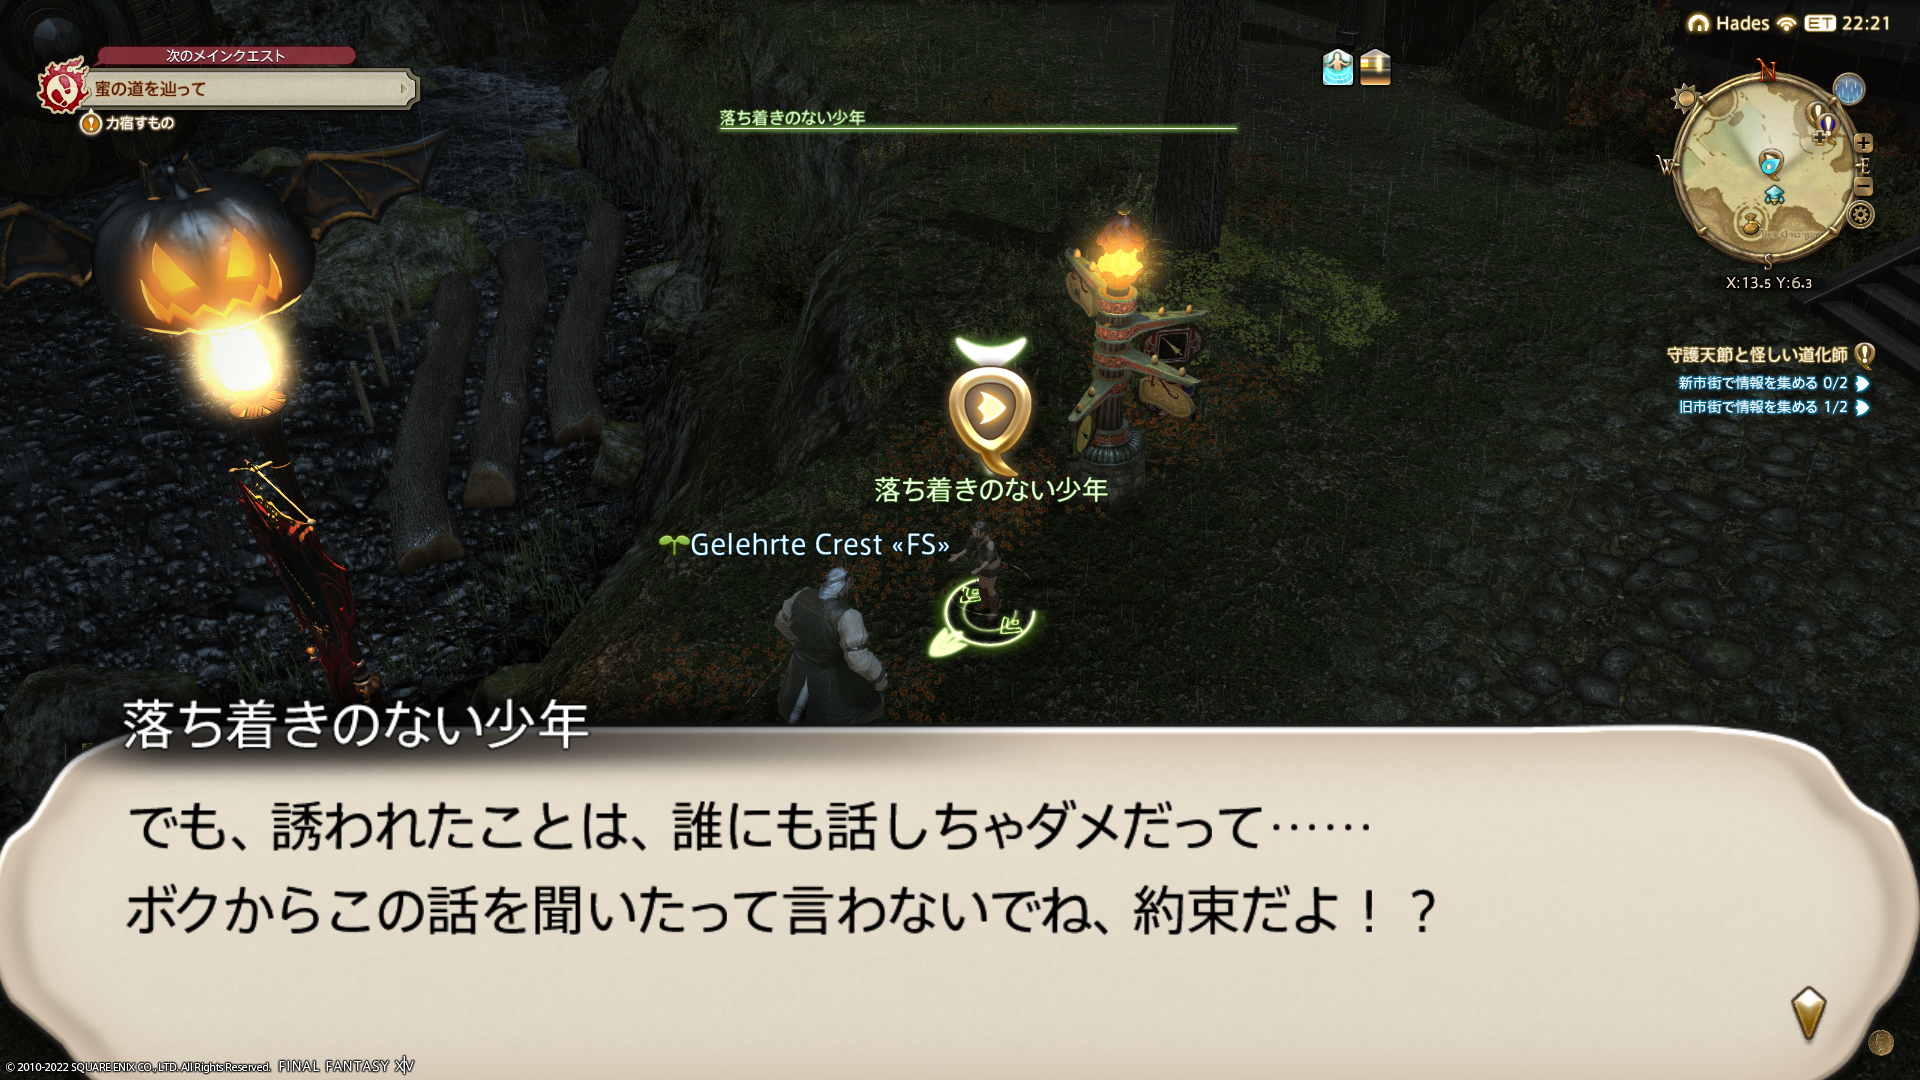 Hades ET 22:21
次のメインクエスト
蜜の道を辿って
力宿すもの
落ち着きのない少年
N
W
E
S
X:13.5 Y:6.3
守護天節と怪しい道化師
新市街で情報を集める 0/2
旧市街で情報を集める 1/2
落ち着きのない少年
Gelehrte Crest «FS»
落ち着きのない少年
でも、誘われたことは、誰にも話しちゃダメだって……
ボクからこの話を聞いたって言わないでね、約束だよ！？
© 2010-2022 SQUARE ENIX CO., LTD. All Rights Reserved. FINAL FANTASY XIV